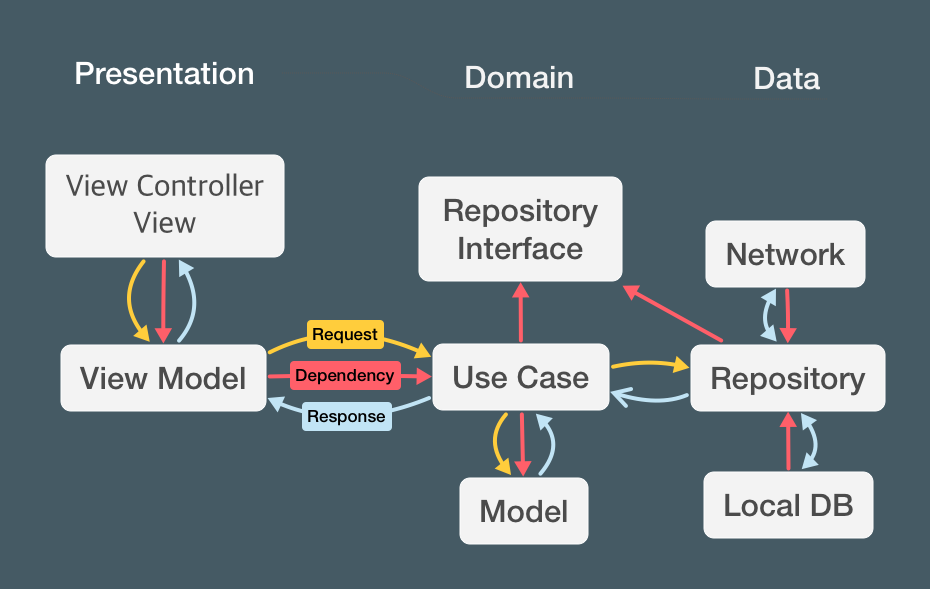 Presentation
Domain
Data
View Controller
View
Repository
Interface
Network
Request
View Model
Dependency
Use Case
Repository
Response
Model
Local DB